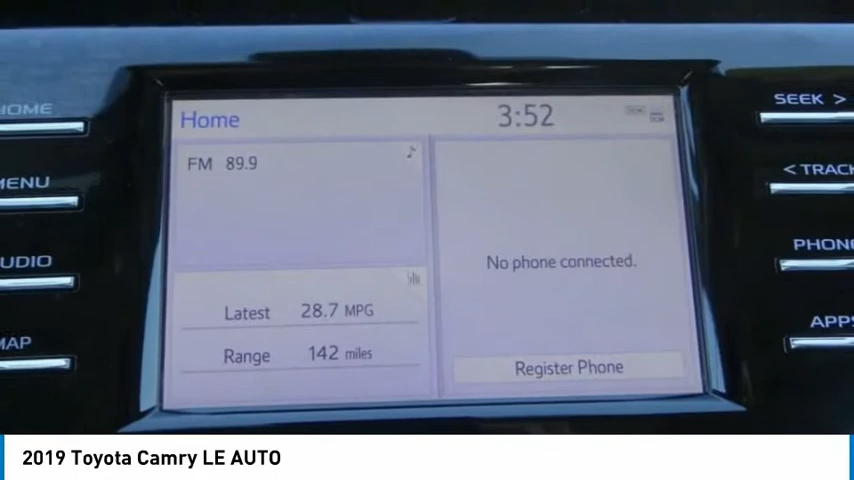 Home 3:52
FM 89.9
Latest 28.7 MPG
Range 142 miles
No phone connected.
Register Phone
HOME
MENU
AUDIO
MAP
SEEK >
< TRACK
PHONE
APPS
2019 Toyota Camry LE AUTO